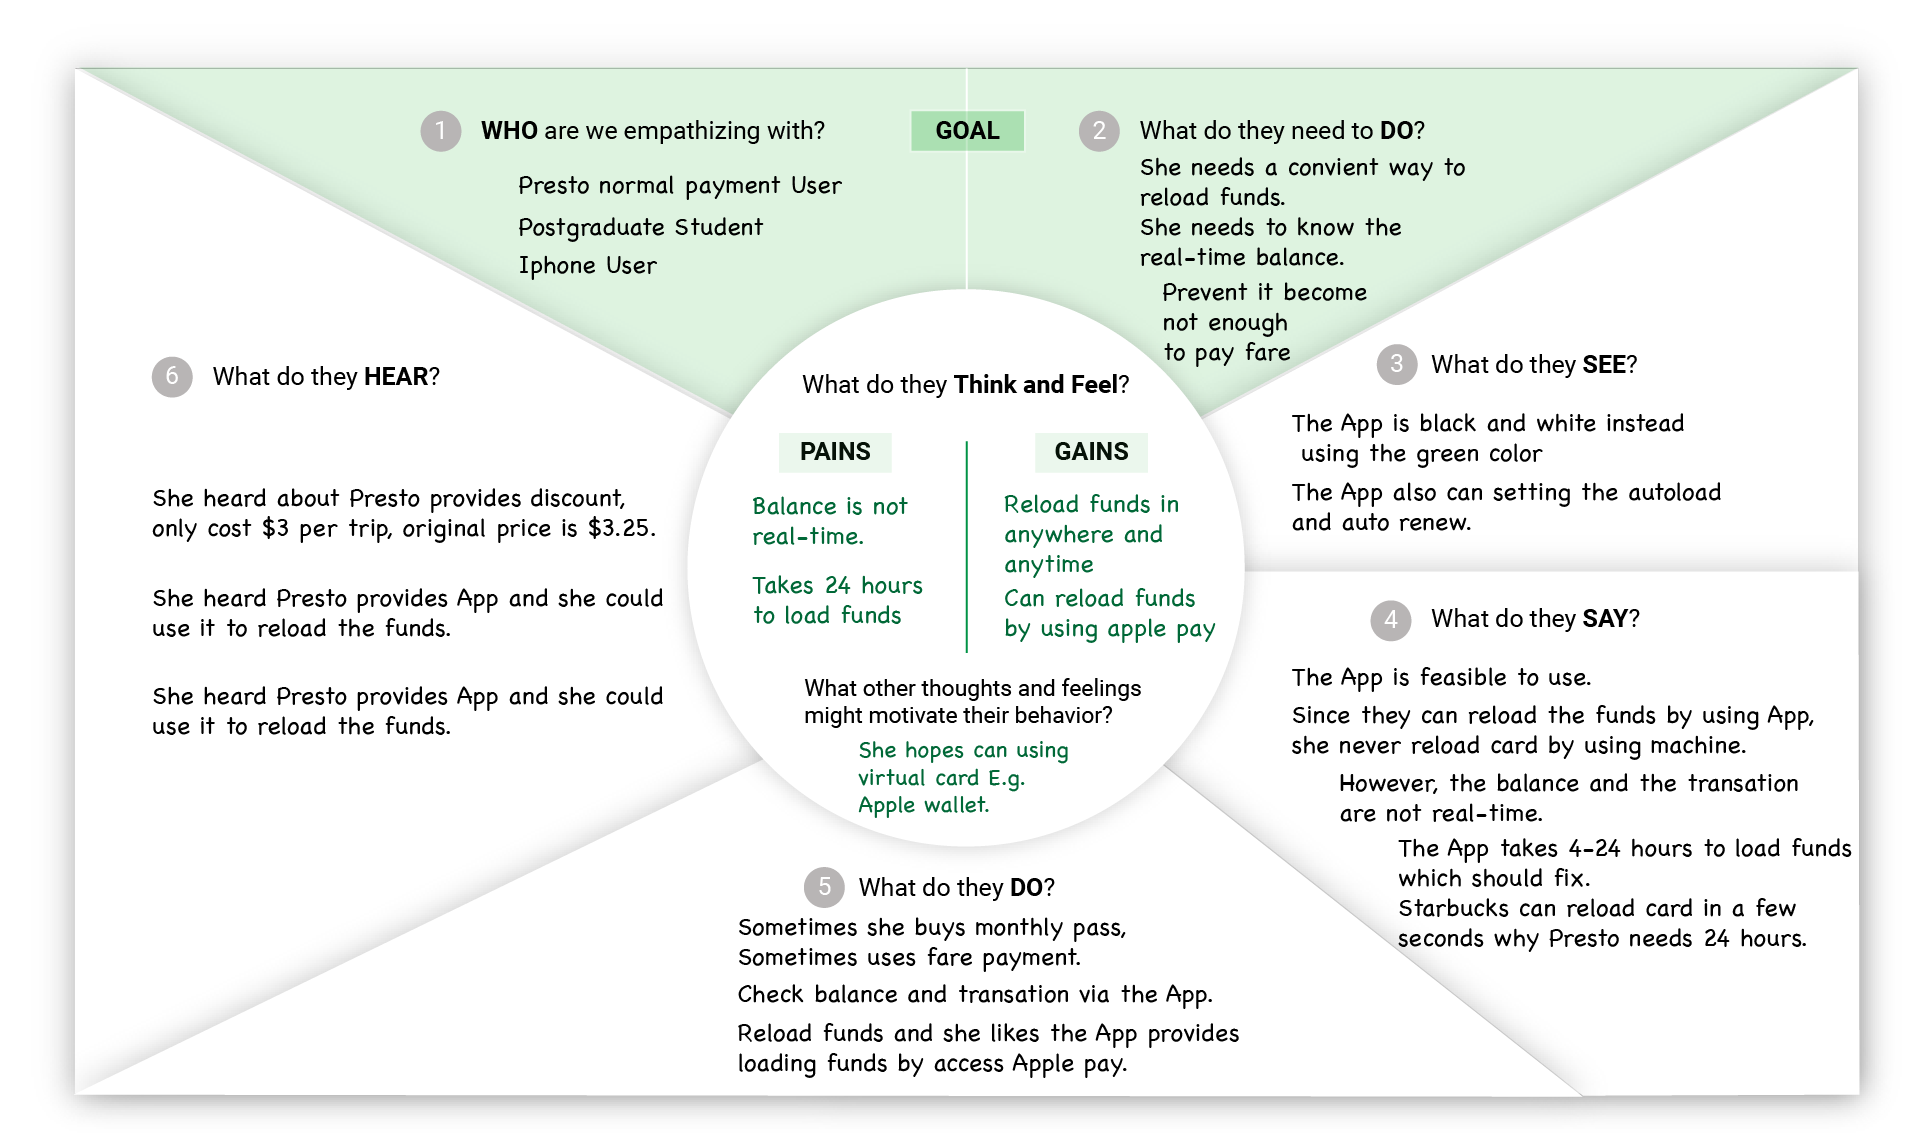 1 WHO are we empathizing with?
Presto normal payment User
Postgraduate Student
Iphone User
GOAL
2 What do they need to DO?
She needs a convient way to
reload funds.
She needs to know the
real-time balance.
Prevent it become
not enough
to pay fare
3 What do they SEE?
The App is black and white instead
using the green color
The App also can setting the autoload
and auto renew.
4 What do they SAY?
The App is feasible to use.
Since they can reload the funds by using App,
she never reload card by using machine.
However, the balance and the transation
are not real-time.
The App takes 4-24 hours to load funds
which should fix.
Starbucks can reload card in a few
seconds why Presto needs 24 hours.
5 What do they DO?
Sometimes she buys monthly pass,
Sometimes uses fare payment.
Check balance and transation via the App.
Reload funds and she likes the App provides
loading funds by access Apple pay.
6 What do they HEAR?
She heard about Presto provides discount,
only cost $3 per trip, original price is $3.25.
She heard Presto provides App and she could
use it to reload the funds.
She heard Presto provides App and she could
use it to reload the funds.
What do they Think and Feel?
PAINS
Balance is not
real-time.
Takes 24 hours
to load funds
GAINS
Reload funds in
anywhere and
anytime
Can reload funds
by using apple pay
What other thoughts and feelings
might motivate their behavior?
She hopes can using
virtual card E.g.
Apple wallet.